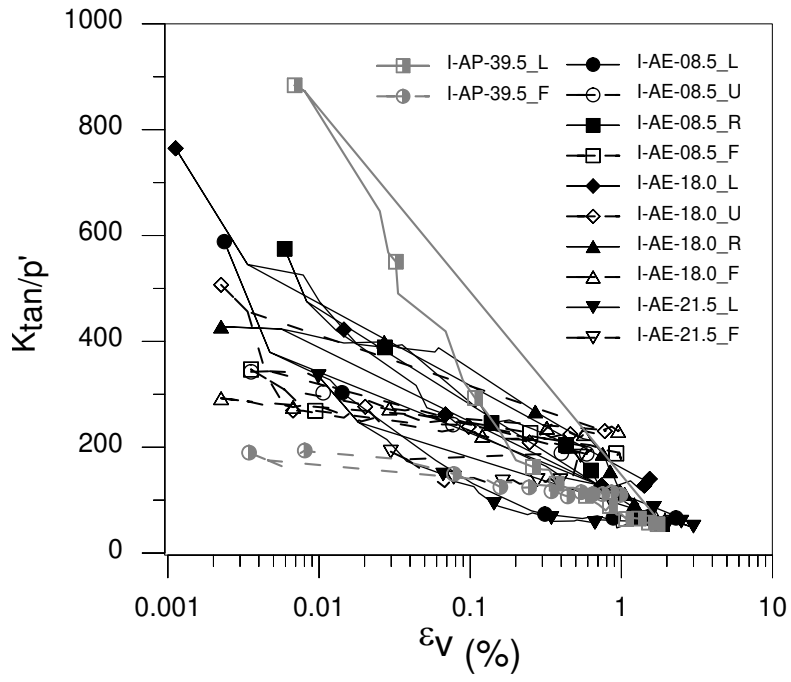 1000
800
600
400
200
0
Ktan/p'
I-AP-39.5_L
I-AP-39.5_F
I-AE-08.5_L
I-AE-08.5_U
I-AE-08.5_R
I-AE-08.5_F
I-AE-18.0_L
I-AE-18.0_U
I-AE-18.0_R
I-AE-18.0_F
I-AE-21.5_L
I-AE-21.5_F
0.001 0.01 0.1 1 10
εv (%)